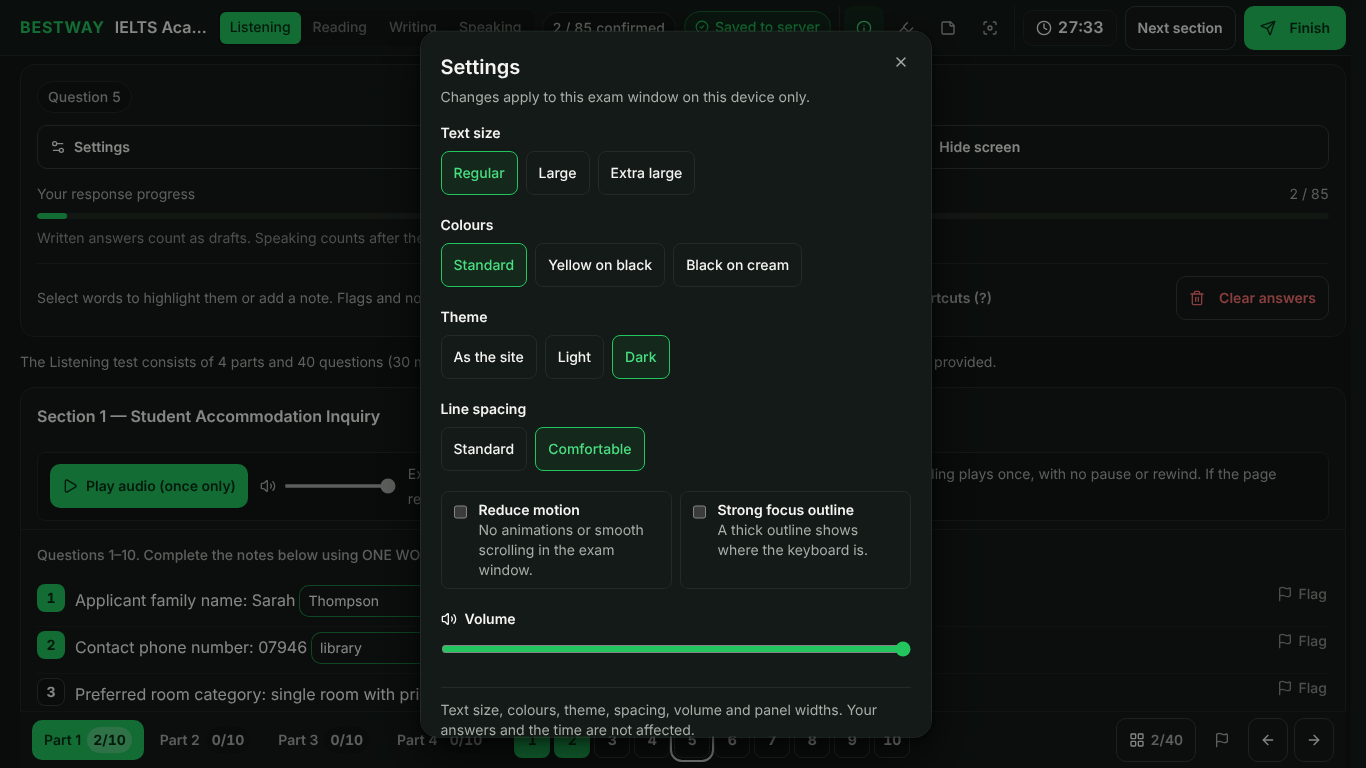 BESTWAY IELTS Aca... Listening Reading Writing Speaking 2 / 85 confirmed Saved to server 27:33 Next section Finish
Question 5
Settings
Hide screen
Your response progress 2 / 85
Written answers count as drafts. Speaking counts after the
Select words to highlight them or add a note. Flags and no
rtcuts (?) Clear answers
The Listening test consists of 4 parts and 40 questions (30 m
provided.
Section 1 — Student Accommodation Inquiry
Play audio (once only)
ling plays once, with no pause or rewind. If the page
Questions 1–10. Complete the notes below using ONE WO
1 Applicant family name: Sarah Thompson Flag
2 Contact phone number: 07946 library Flag
3 Preferred room category: single room with pri Flag
Part 1 2/10 Part 2 0/10 Part 3 0/10 Part 4 0/10 1 2 3 4 5 6 7 8 9 10 2/40
Settings
Changes apply to this exam window on this device only.
Text size
Regular Large Extra large
Colours
Standard Yellow on black Black on cream
Theme
As the site Light Dark
Line spacing
Standard Comfortable
Reduce motion
No animations or smooth
scrolling in the exam
window.
Strong focus outline
A thick outline shows
where the keyboard is.
Volume
Text size, colours, theme, spacing, volume and panel widths. Your
answers and the time are not affected.